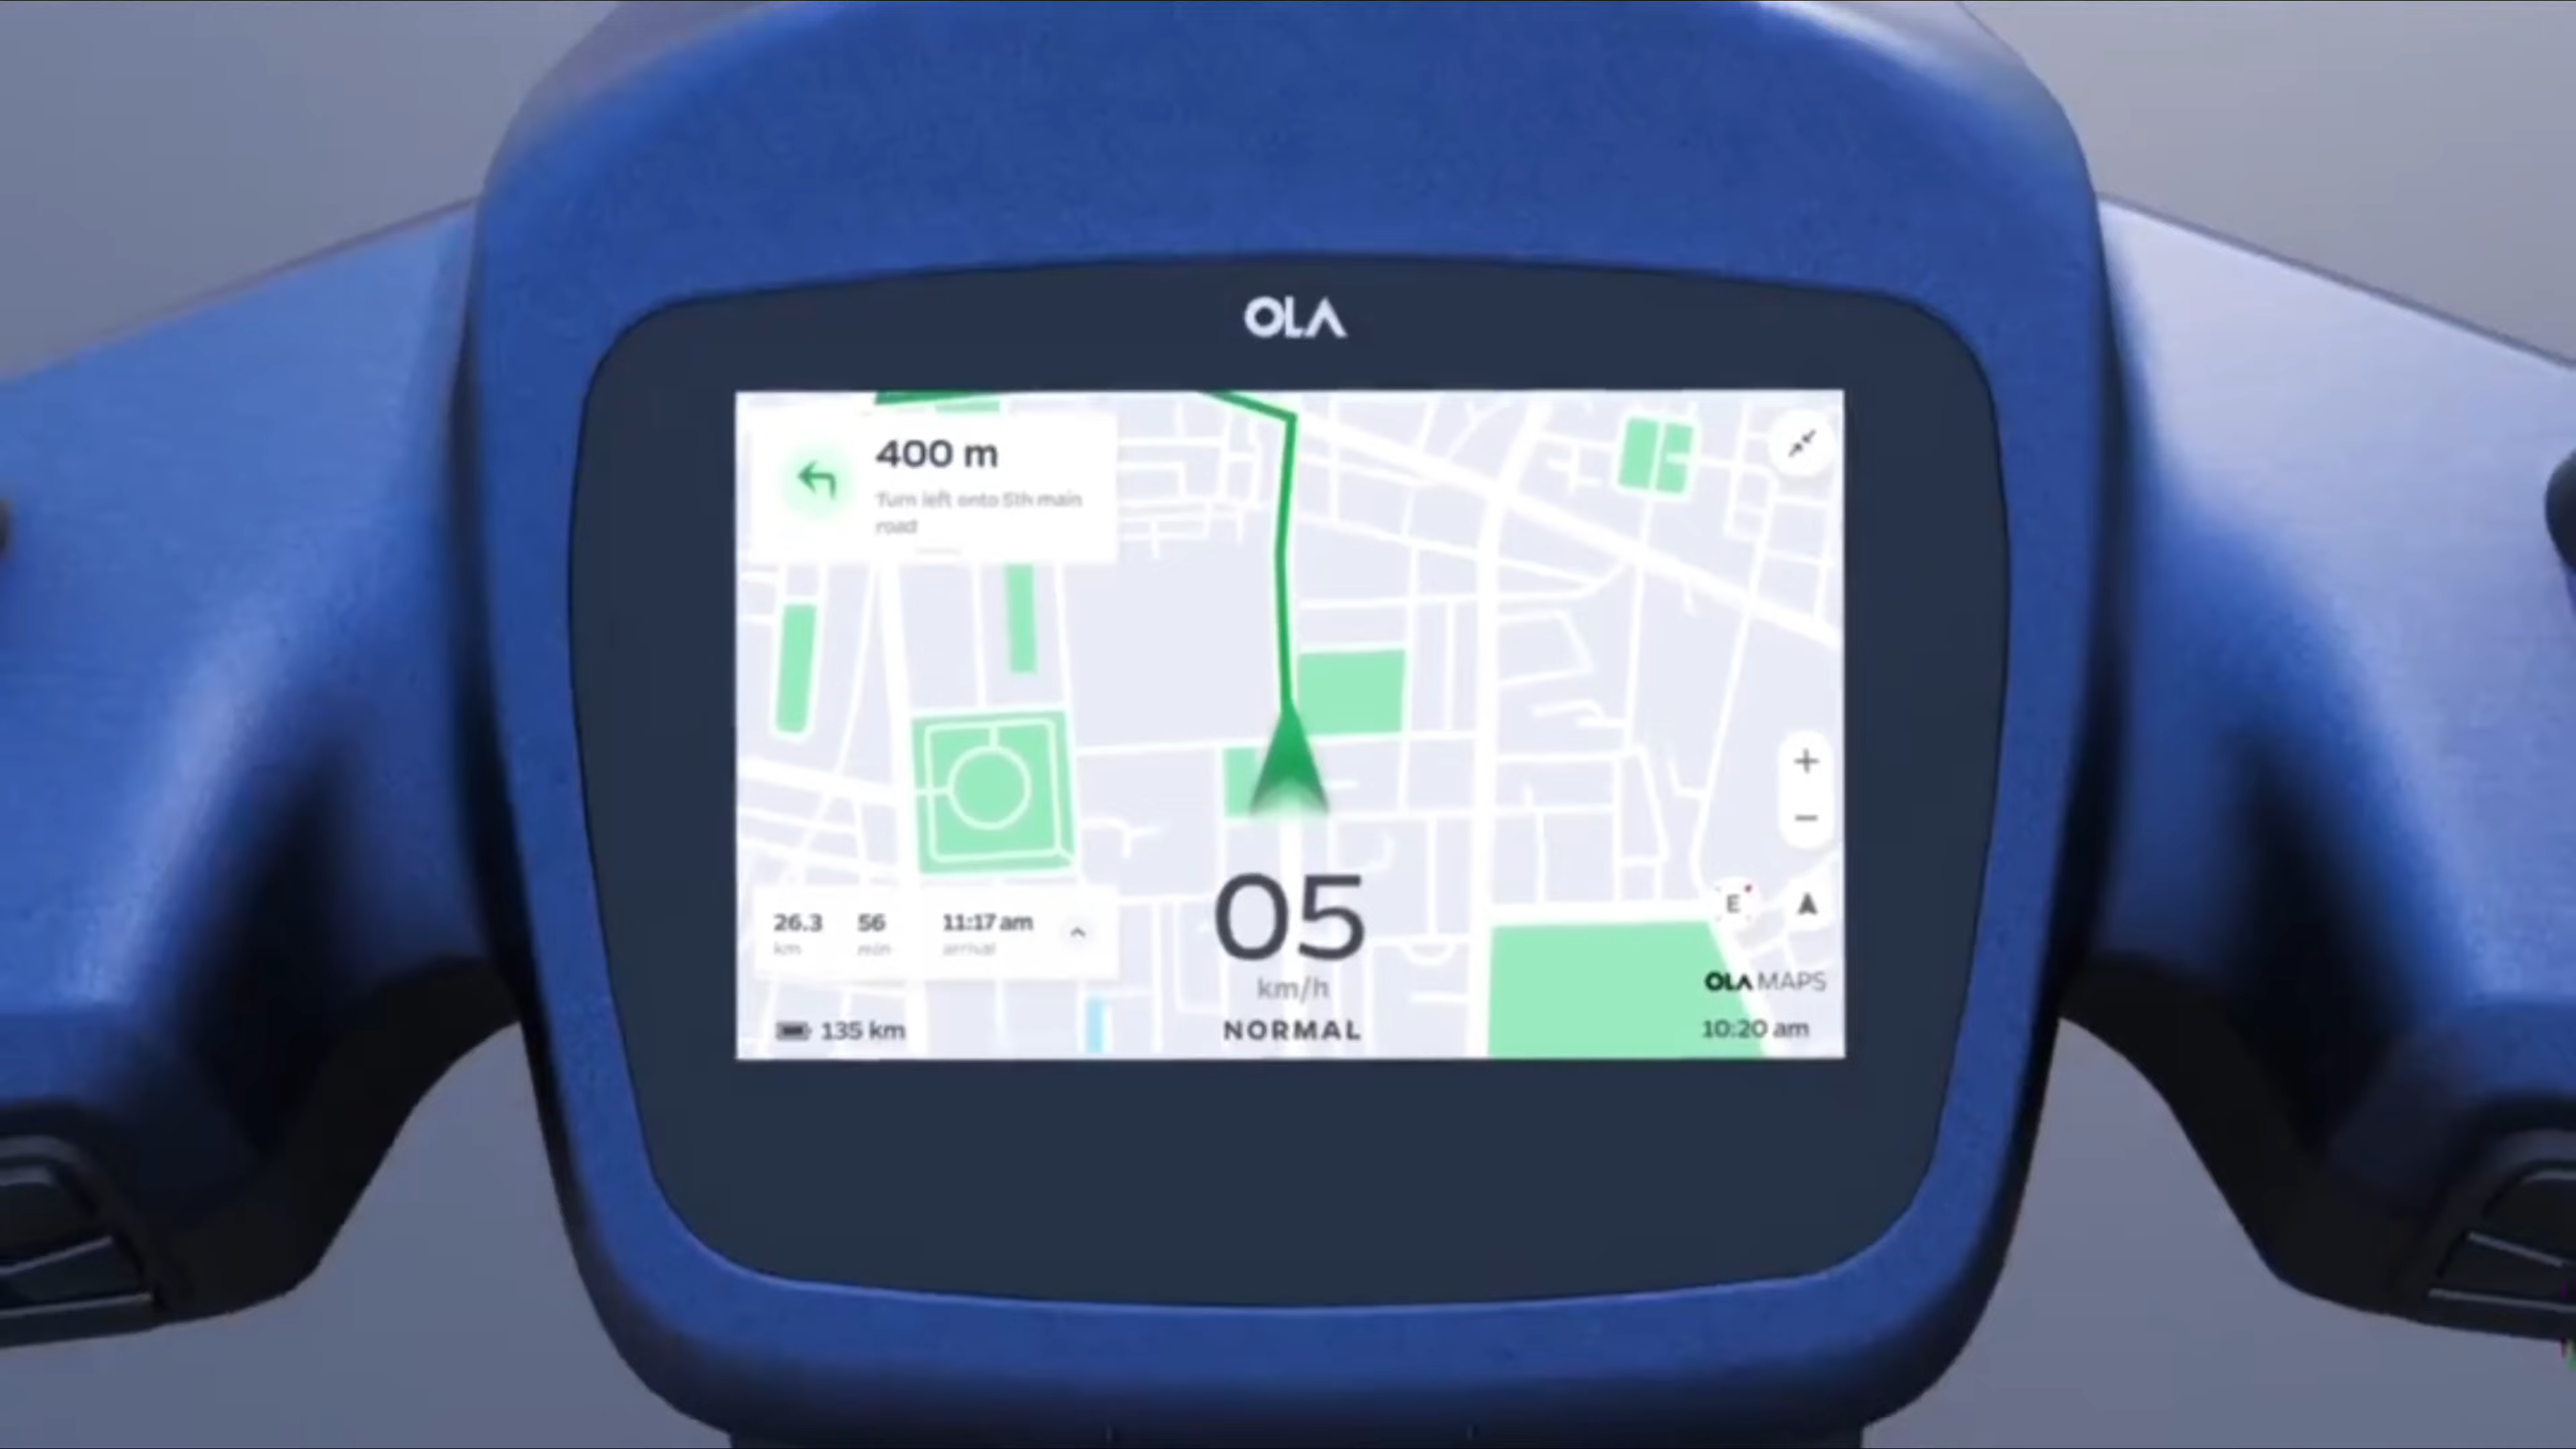 OLA
400 m
Turn left onto 5th main
road
26.3 56 11:17 am
km min arrival
05
km/h
NORMAL
E
OLA MAPS
135 km
10:20 am